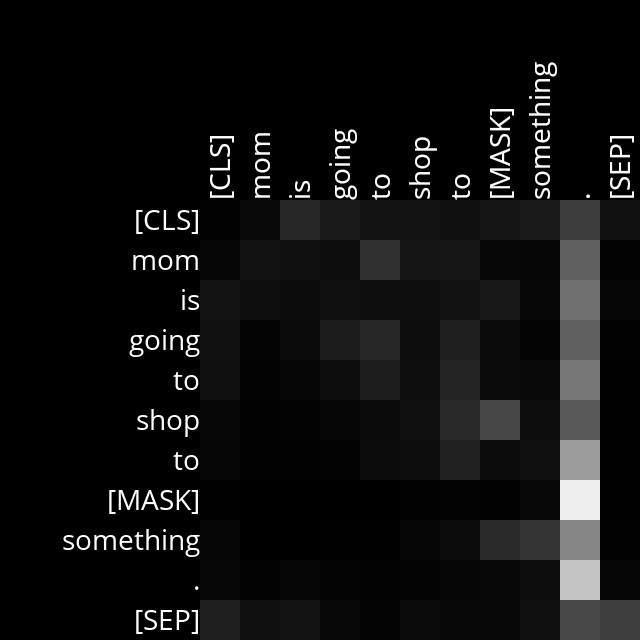 [CLS] mom is going to shop to [MASK] something . [SEP]
[CLS]
mom
is
going
to
shop
to
[MASK]
something
.
[SEP]